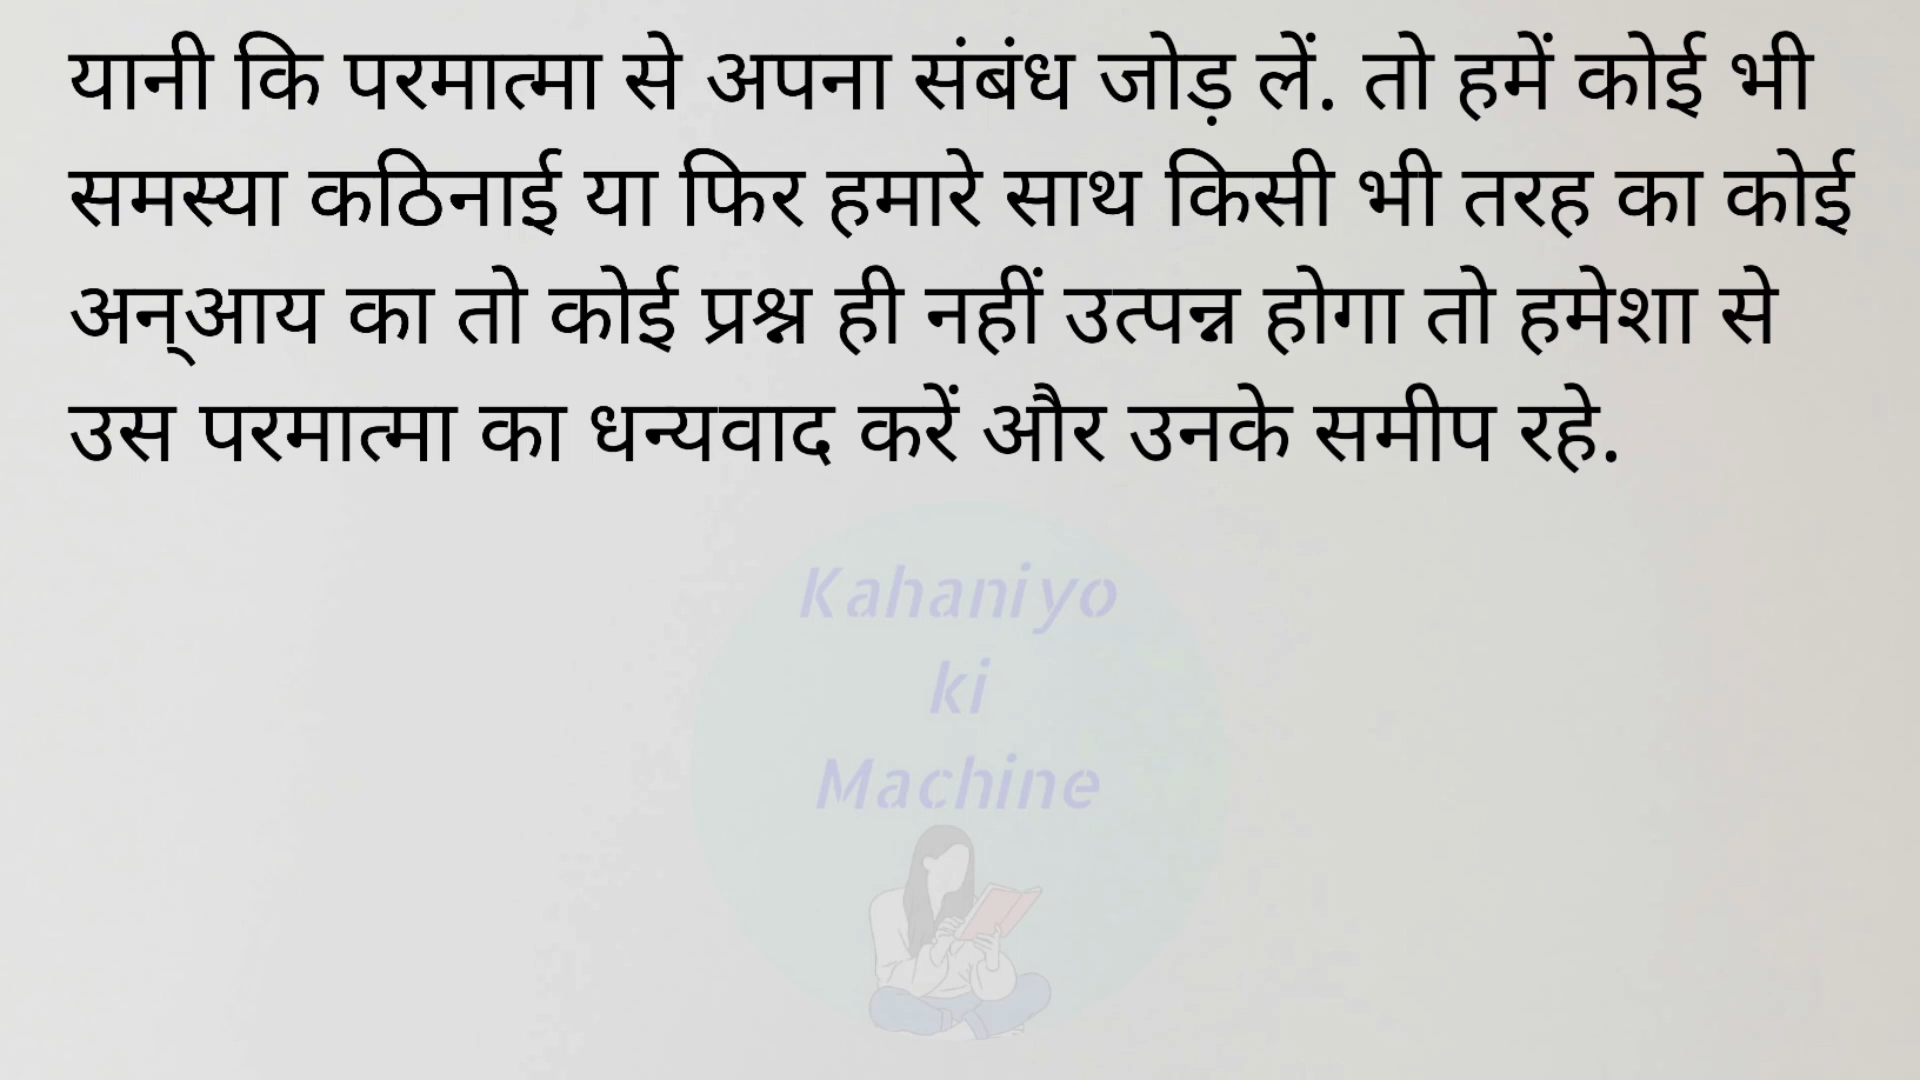 यानी कि परमात्मा से अपना संबंध जोड़ लें. तो हमें कोई भी
समस्या कठिनाई या फिर हमारे साथ किसी भी तरह का कोई
अन्आय का तो कोई प्रश्न ही नहीं उत्पन्न होगा तो हमेशा से
उस परमात्मा का धन्यवाद करें और उनके समीप रहे.
Kahaniyo
ki
Machine